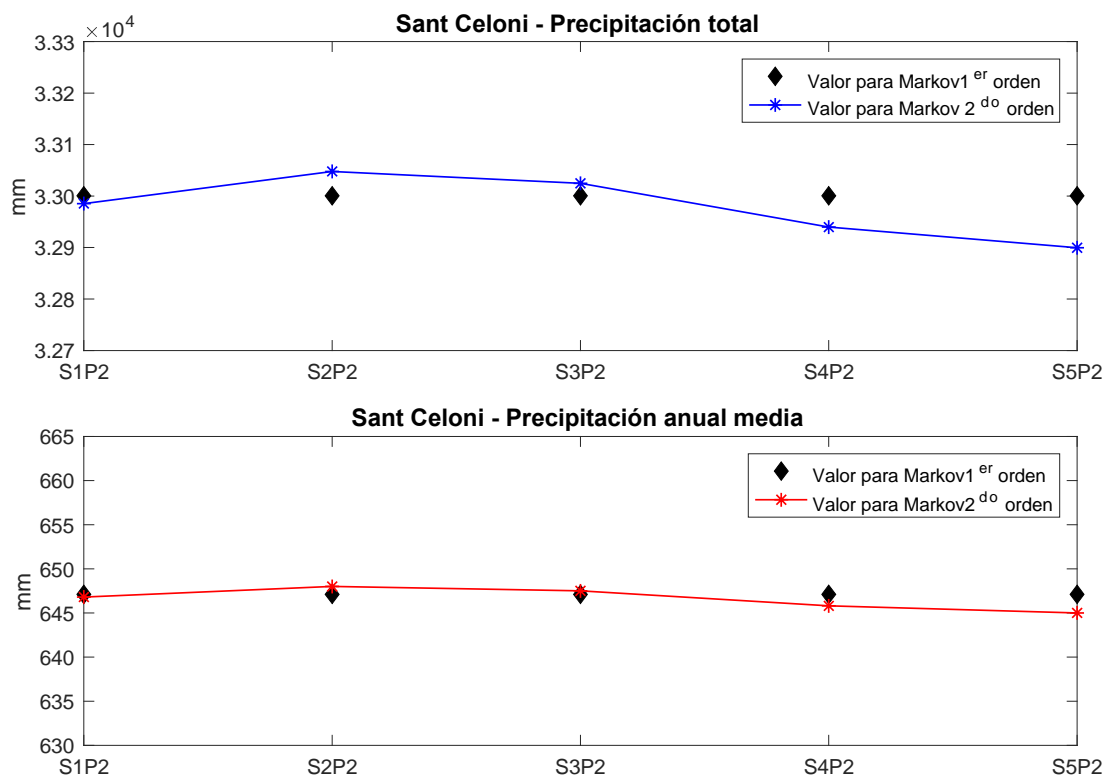 Sant Celoni - Precipitación total
×10⁴
3.33
3.32
3.31
3.30
3.29
3.28
3.27
mm
Valor para Markov1 er orden
Valor para Markov 2 do orden
S1P2 S2P2 S3P2 S4P2 S5P2
Sant Celoni - Precipitación anual media
665
660
655
650
645
640
635
630
mm
Valor para Markov1 er orden
Valor para Markov2 do orden
S1P2 S2P2 S3P2 S4P2 S5P2